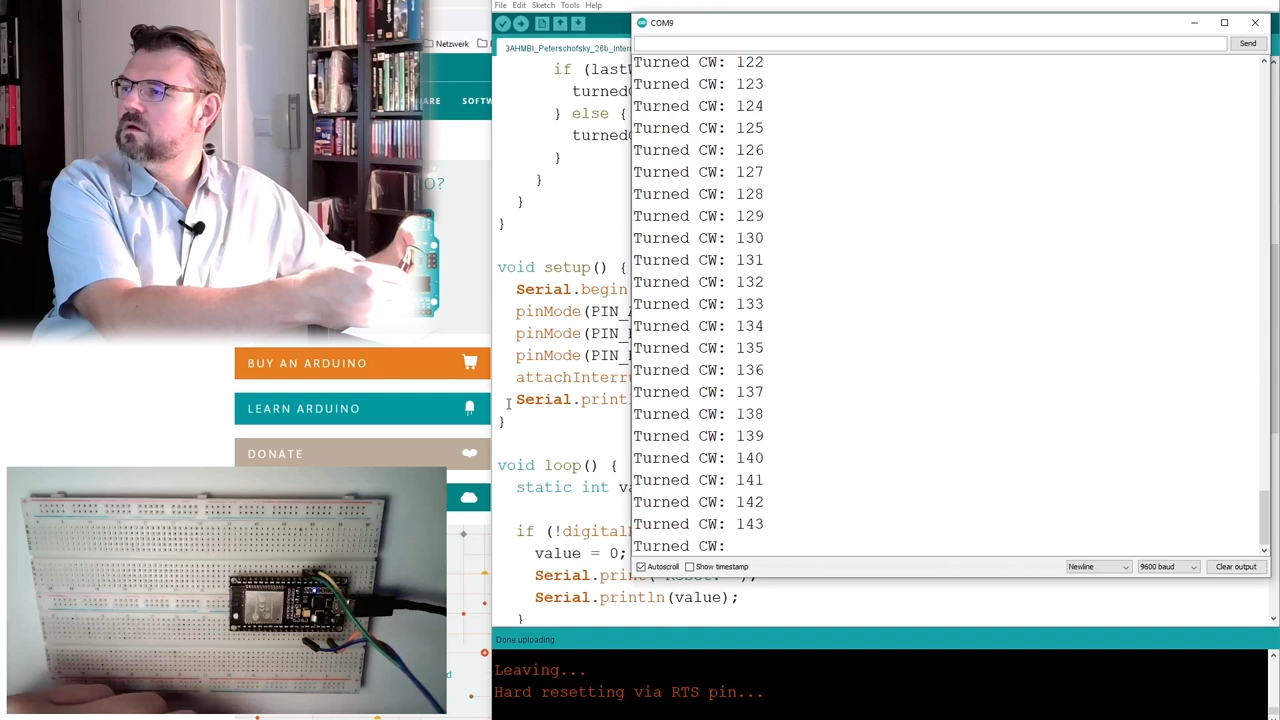 File Edit Sketch Tools Help
COM9
Netzwerk
3AHMBI_Peterschofsky_26b_Interr
Send
ARE SOFTW
O?
BUY AN ARDUINO
LEARN ARDUINO
DONATE
if (last
turned
} else {
turned
}
}
}
}
void setup() {
Serial.begin
pinMode(PIN_
pinMode(PIN_
pinMode(PIN_
attachInterru
Serial.print
}
void loop() {
static int va
if (!digital
value = 0;
Serial.print("Reset: ");
Serial.println(value);
}
Turned CW: 122
Turned CW: 123
Turned CW: 124
Turned CW: 125
Turned CW: 126
Turned CW: 127
Turned CW: 128
Turned CW: 129
Turned CW: 130
Turned CW: 131
Turned CW: 132
Turned CW: 133
Turned CW: 134
Turned CW: 135
Turned CW: 136
Turned CW: 137
Turned CW: 138
Turned CW: 139
Turned CW: 140
Turned CW: 141
Turned CW: 142
Turned CW: 143
Turned CW:
Autoscroll Show timestamp
Newline 9600 baud Clear output
Done uploading.
Leaving...
Hard resetting via RTS pin...